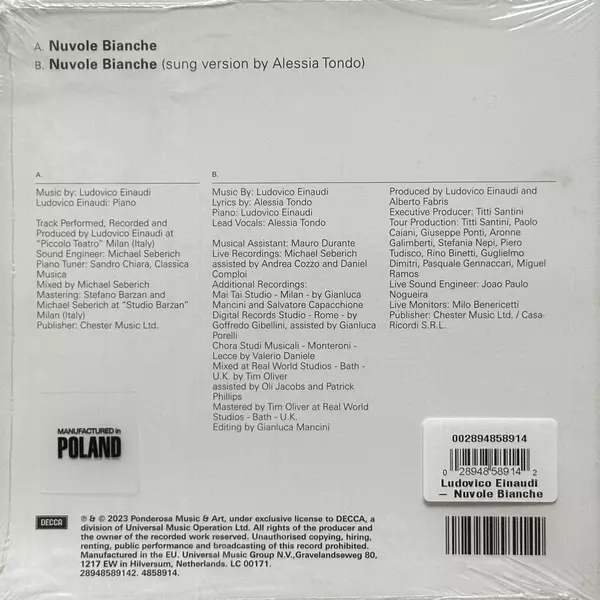 A. Nuvole Bianche
B. Nuvole Bianche (sung version by Alessia Tondo)
A.
Music by: Ludovico Einaudi
Ludovico Einaudi: Piano
Track Performed, Recorded and
Produced by Ludovico Einaudi at
"Piccolo Teatro" Milan (Italy)
Sound Engineer: Michael Seberich
Piano Tuner: Sandro Chiara, Classica
Musica
Mixed by Michael Seberich
Mastering: Stefano Barzan and
Michael Seberich at "Studio Barzan"
Milan (Italy)
Publisher: Chester Music Ltd.
B.
Music By: Ludovico Einaudi
Lyrics by: Alessia Tondo
Piano: Ludovico Einaudi
Lead Vocals: Alessia Tondo
Musical Assistant: Mauro Durante
Live Recordings: Michael Seberich
assisted by Andrea Cozzo and Daniel
Comploi
Additional Recordings:
Mai Tai Studio - Milan - by Gianluca
Mancini and Salvatore Capacchione
Digital Records Studio - Rome - by
Goffredo Gibellini, assisted by Gianluca
Porelli
Chora Studi Musicali - Monteroni -
Lecce by Valerio Daniele
Mixed at Real World Studios - Bath -
U.K. by Tim Oliver
assisted by Oli Jacobs and Patrick
Phillips
Mastered by Tim Oliver at Real World
Studios - Bath - U.K.
Editing by Gianluca Mancini
Produced by Ludovico Einaudi and
Alberto Fabris
Executive Producer: Titti Santini
Tour Production: Titti Santini, Paolo
Caiani, Giuseppe Ponti, Aronne
Galimberti, Stefania Nepi, Piero
Tudisco, Rino Binetti, Guglielmo
Dimitri, Pasquale Gennaccari, Miguel
Ramos
Live Sound Engineer: Joao Paulo
Nogueira
Live Monitors: Milo Benericetti
Publisher: Chester Music Ltd. / Casa
Ricordi S.R.L.
MANUFACTURED in
POLAND
002894858914
0 28948 58914 2
Ludovico Einaudi
— Nuvole Bianche
DECCA
℗ & © 2023 Ponderosa Music & Art, under exclusive license to DECCA, a
division of Universal Music Operation Ltd. All rights of the producer and
the owner of the recorded work reserved. Unauthorised copying, hiring,
renting, public performance and broadcasting of this record prohibited.
Manufactured in the EU. Universal Music Group N.V.,Gravelandseweg 80,
1217 EW in Hilversum, Netherlands. LC 00171.
28948589142. 4858914.